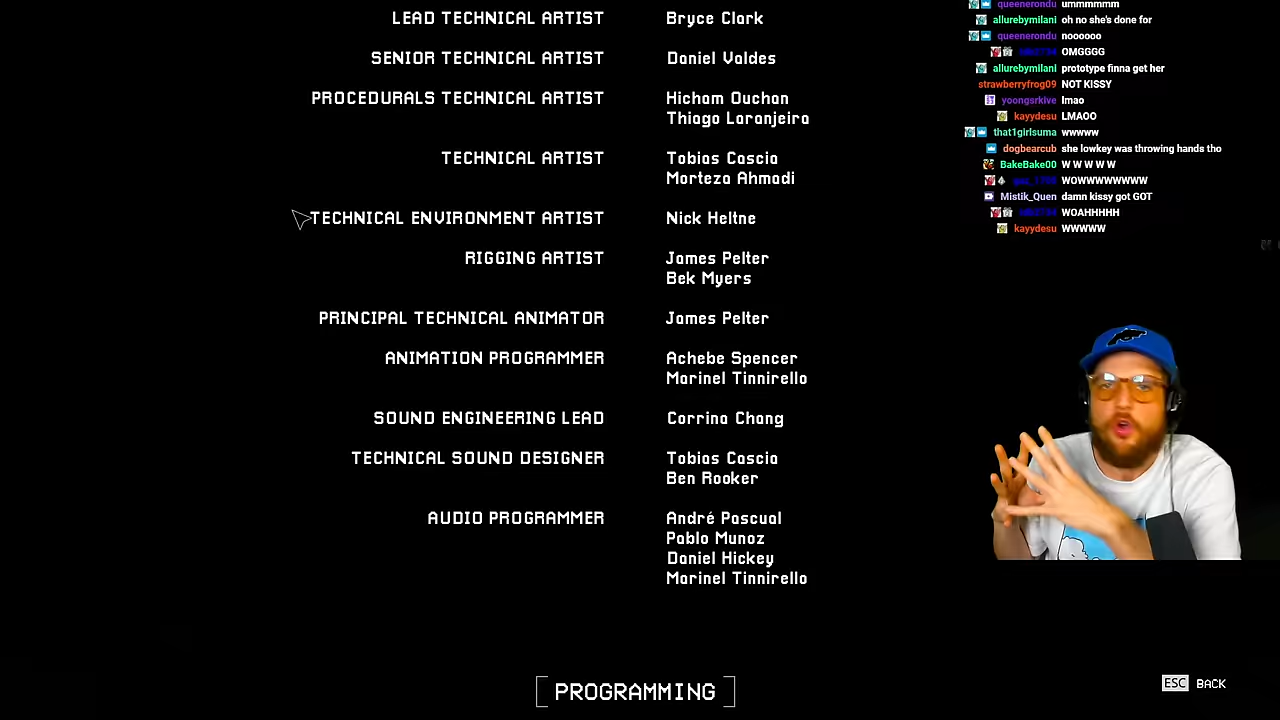 LEAD TECHNICAL ARTIST Bryce Clark
SENIOR TECHNICAL ARTIST Daniel Valdes
PROCEDURALS TECHNICAL ARTIST Hicham Ouchan
Thiago Laranjeira
TECHNICAL ARTIST Tobias Cascia
Morteza Ahmadi
TECHNICAL ENVIRONMENT ARTIST Nick Heltne
RIGGING ARTIST James Pelter
Bek Myers
PRINCIPAL TECHNICAL ANIMATOR James Pelter
ANIMATION PROGRAMMER Achebe Spencer
Marinel Tinnirello
SOUND ENGINEERING LEAD Corrina Chang
TECHNICAL SOUND DESIGNER Tobias Cascia
Ben Rooker
AUDIO PROGRAMMER André Pascual
Pablo Munoz
Daniel Hickey
Marinel Tinnirello
PROGRAMMING
queenerondu ummmmmm
allurebymilani oh no she's done for
queenerondu noooooo
OMGGGG
allurebymilani prototype finna get her
strawberryfrog09 NOT KISSY
yoongsrkive lmao
kayydesu LMAOO
that1girlsuma wwwww
dogbearcub she lowkey was throwing hands tho
BakeBake00 W W W W W
WOWWWWWWWW
Mistik_Quen damn kissy got GOT
WOAHHHHH
kayydesu WWWWW
ESC BACK